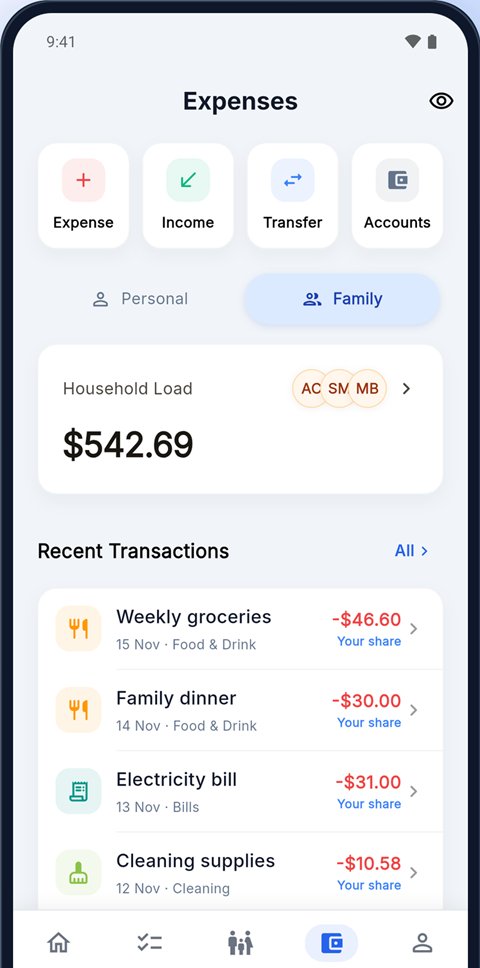 9:41
Expenses
Expense Income Transfer Accounts
Personal Family
Household Load AC SM MB
$542.69
Recent Transactions All
Weekly groceries -$46.60
15 Nov · Food & Drink Your share
Family dinner -$30.00
14 Nov · Food & Drink Your share
Electricity bill -$31.00
13 Nov · Bills Your share
Cleaning supplies -$10.58
12 Nov · Cleaning Your share